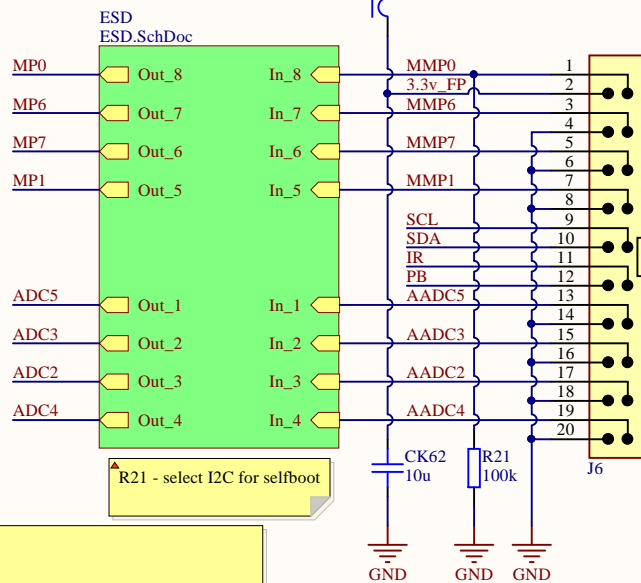 ESD
ESD.SchDoc
MP0 Out_8 In_8 MMP0 1
3.3v_FP 2
MP6 Out_7 In_7 MMP6 3
4
MP7 Out_6 In_6 MMP7 5
6
MP1 Out_5 In_5 MMP1 7
8
SCL 9
SDA 10
IR 11
PB 12
ADC5 Out_1 In_1 AADC5 13
14
ADC3 Out_2 In_2 AADC3 15
16
ADC2 Out_3 In_3 AADC2 17
18
ADC4 Out_4 In_4 AADC4 19
20
CK62 R21 J6
10u 100k
R21 - select I2C for selfboot
GND GND GND